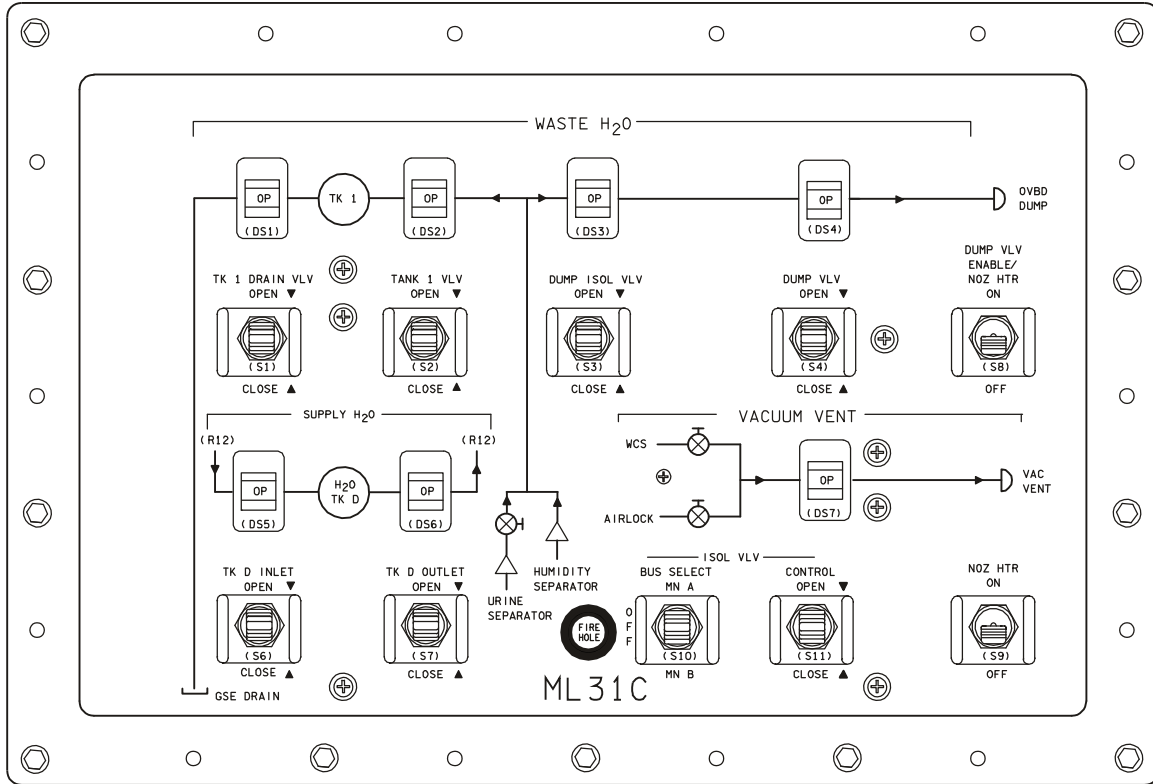 WASTE H2O
OP
TK 1
OP
OP
OP
OVBD
DUMP
(DS1)
(DS2)
(DS3)
(DS4)
TK 1 DRAIN VLV
OPEN ▼
TANK 1 VLV
OPEN ▼
DUMP ISOL VLV
OPEN ▼
DUMP VLV
OPEN ▼
DUMP VLV
ENABLE/
NOZ HTR
ON
(S1)
(S2)
(S3)
(S4)
(S8)
CLOSE ▲
CLOSE ▲
CLOSE ▲
CLOSE ▲
OFF
SUPPLY H2O
VACUUM VENT
(R12)
(R12)
WCS
OP
H2O
TK D
OP
OP
VAC
VENT
(DS5)
(DS6)
AIRLOCK
(DS7)
URINE
SEPARATOR
HUMIDITY
SEPARATOR
ISOL VLV
TK D INLET
OPEN ▼
TK D OUTLET
OPEN ▼
BUS SELECT
MN A
CONTROL
OPEN ▼
NOZ HTR
ON
FIRE
HOLE
O
F
F
(S6)
(S7)
(S10)
(S11)
(S9)
CLOSE ▲
CLOSE ▲
MN B
CLOSE ▲
OFF
GSE DRAIN
ML31C